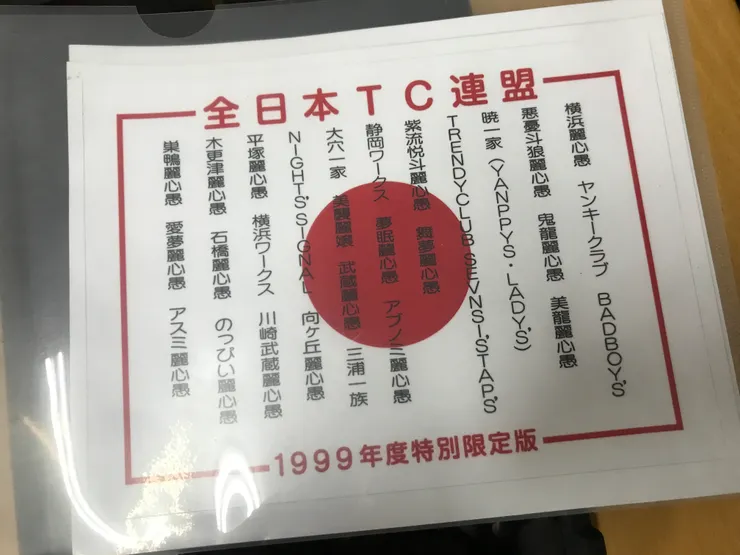 全日本TC連盟
横浜麗心愚 ヤンキークラブ BADBOYS'
悪憂斗狼麗心愚 鬼龍麗心愚 美龍麗心愚
暁一家(YANPPYS・LADY'S)
TRENDYCLUB SEVNSI'STAPS'
紫流悦斗麗心愚 舞夢麗心愚
静岡ワークス 夢眠麗心愚 アブノミ麗心愚
大穴一家 美襲麗嬢 武蔵麗心愚 三浦一族
NIGHTS'SIGNAL 向ヶ丘麗心愚
平塚麗心愚 横浜ワークス 川崎武蔵麗心愚
木更津麗心愚 石橋麗心愚 のっぴい麗心愚
巣鴨麗心愚 愛夢麗心愚 アスミ麗心愚
1999年度特別限定版